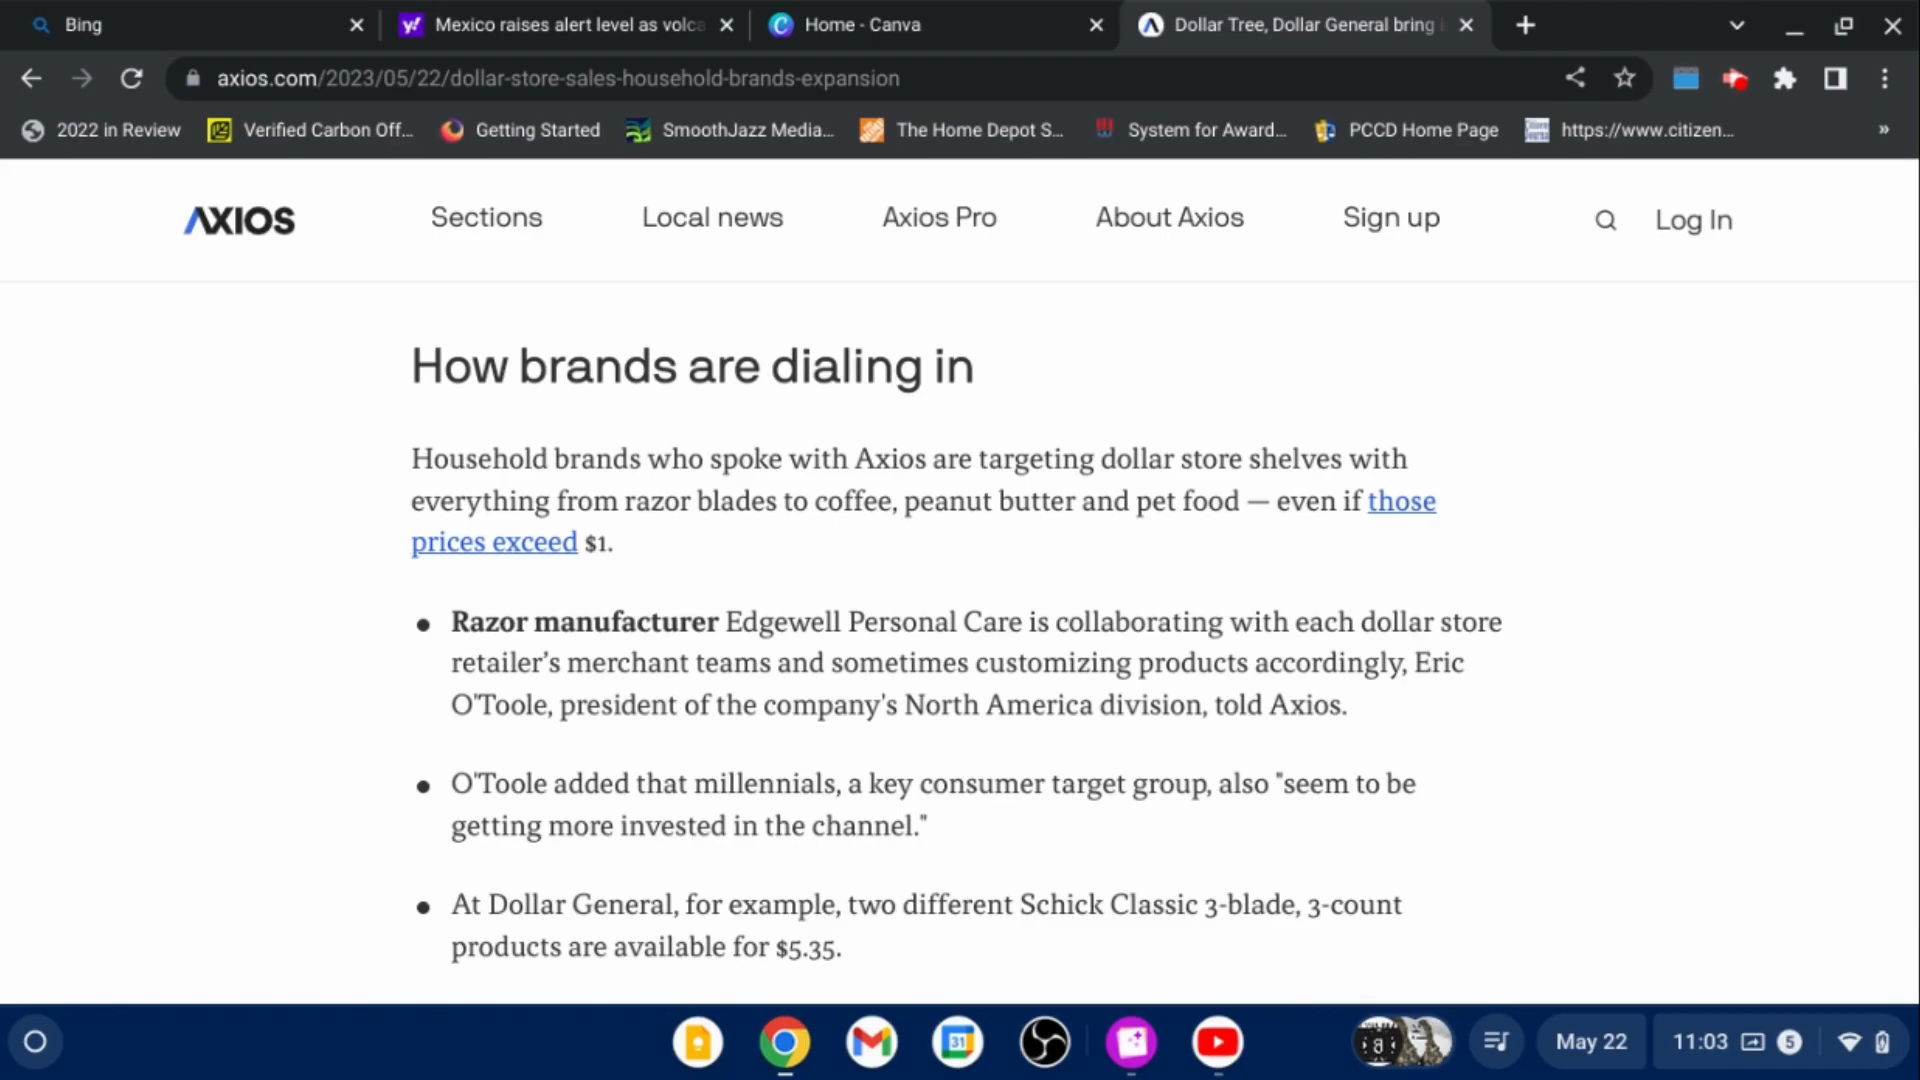 Bing
Mexico raises alert level as volca
Home - Canva
Dollar Tree, Dollar General bring
axios.com/2023/05/22/dollar-store-sales-household-brands-expansion
2022 in Review
Verified Carbon Off...
Getting Started
SmoothJazz Media...
The Home Depot S...
System for Award...
PCCD Home Page
https://www.citizen...
»
AXIOS
Sections
Local news
Axios Pro
About Axios
Sign up
Log In
How brands are dialing in
Household brands who spoke with Axios are targeting dollar store shelves with
everything from razor blades to coffee, peanut butter and pet food — even if those
prices exceed $1.
• Razor manufacturer Edgewell Personal Care is collaborating with each dollar store
retailer’s merchant teams and sometimes customizing products accordingly, Eric
O'Toole, president of the company's North America division, told Axios.
• O'Toole added that millennials, a key consumer target group, also "seem to be
getting more invested in the channel."
• At Dollar General, for example, two different Schick Classic 3-blade, 3-count
products are available for $5.35.
31
8
May 22
11:03
5